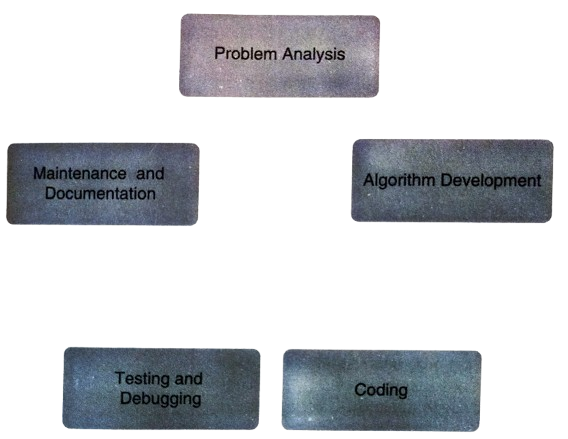 Problem Analysis
Maintenance and
Documentation
Algorithm Development
Testing and
Debugging
Coding